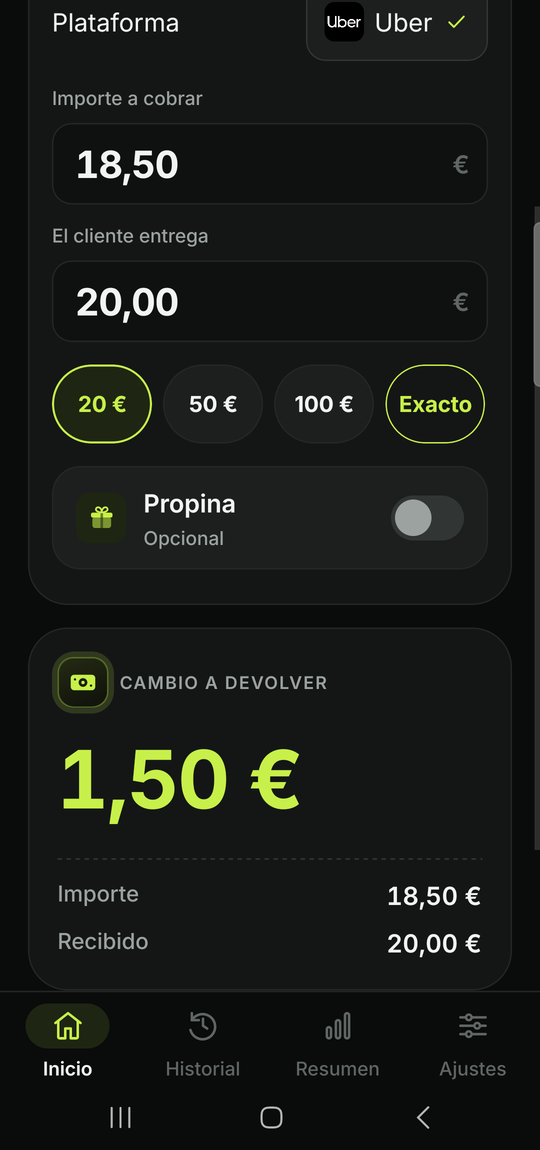 Plataforma
Uber Uber
Importe a cobrar
18,50 €
El cliente entrega
20,00 €
20 € 50 € 100 € Exacto
Propina
Opcional
CAMBIO A DEVOLVER
1,50 €
Importe 18,50 €
Recibido 20,00 €
Inicio Historial Resumen Ajustes